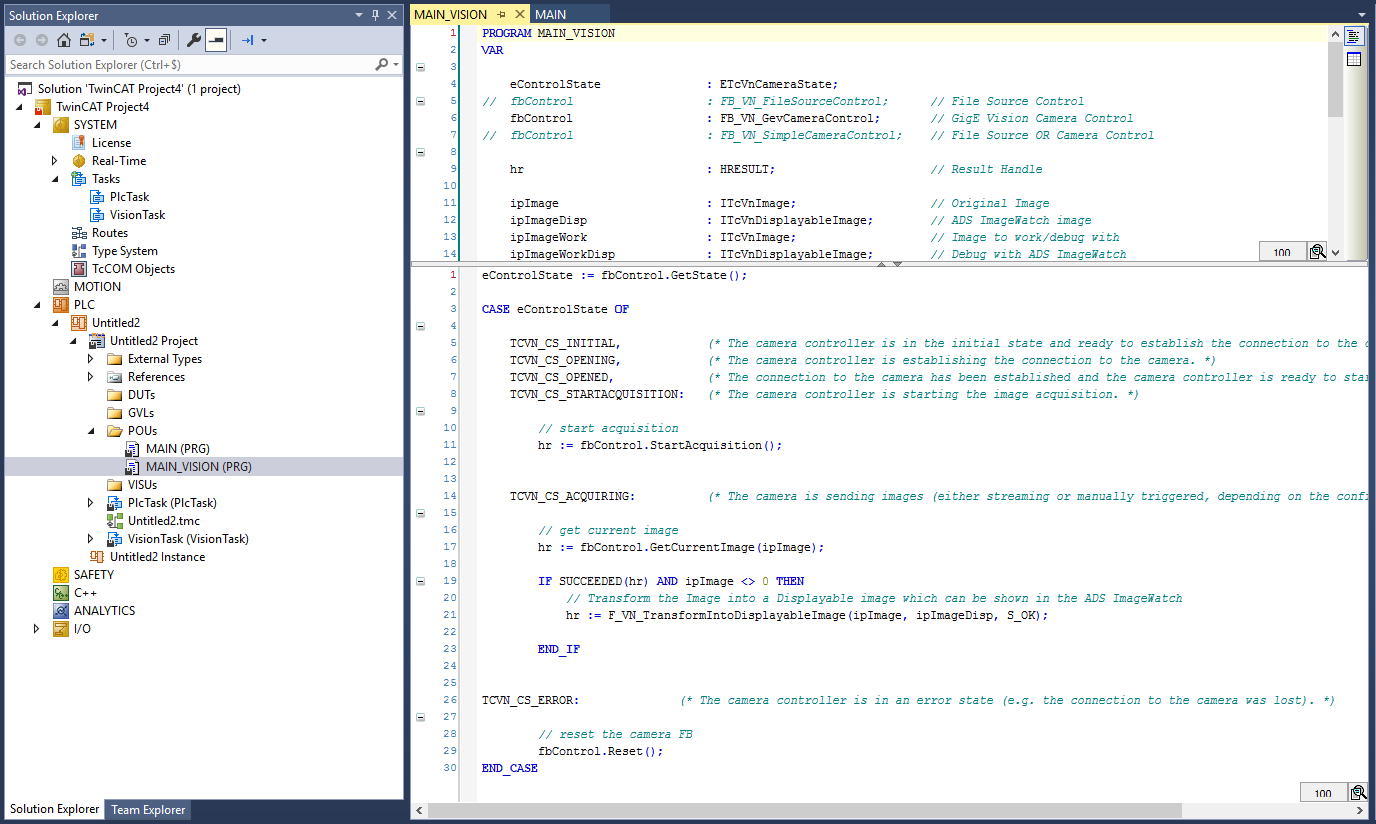 Solution Explorer
Search Solution Explorer (Ctrl+$)
Solution 'TwinCAT Project4' (1 project)
TwinCAT Project4
SYSTEM
License
Real-Time
Tasks
PlcTask
VisionTask
Routes
Type System
TcCOM Objects
MOTION
PLC
Untitled2
Untitled2 Project
External Types
References
DUTs
GVLs
POUs
MAIN (PRG)
MAIN_VISION (PRG)
VISUs
PlcTask (PlcTask)
Untitled2.tmc
VisionTask (VisionTask)
Untitled2 Instance
SAFETY
C++
ANALYTICS
I/O
Solution Explorer Team Explorer
MAIN_VISION MAIN
1 PROGRAM MAIN_VISION
2 VAR
3
4 eControlState : ETcVnCameraState;
5 // fbControl : FB_VN_FileSourceControl; // File Source Control
6 fbControl : FB_VN_GevCameraControl; // GigE Vision Camera Control
7 // fbControl : FB_VN_SimpleCameraControl; // File Source OR Camera Control
8
9 hr : HRESULT; // Result Handle
10
11 ipImage : ITcVnImage; // Original Image
12 ipImageDisp : ITcVnDisplayableImage; // ADS ImageWatch image
13 ipImageWork : ITcVnImage; // Image to work/debug with
14 ipImageWorkDisp : ITcVnDisplayableImage; // Debug with ADS ImageWatch
100
1 eControlState := fbControl.GetState();
2
3 CASE eControlState OF
4
5 TCVN_CS_INITIAL, (* The camera controller is in the initial state and ready to establish the connection to the
6 TCVN_CS_OPENING, (* The camera controller is establishing the connection to the camera. *)
7 TCVN_CS_OPENED, (* The connection to the camera has been established and the camera controller is ready to star
8 TCVN_CS_STARTACQUISITION: (* The camera controller is starting the image acquisition. *)
9
10 // start acquisition
11 hr := fbControl.StartAcquisition();
12
13
14 TCVN_CS_ACQUIRING: (* The camera is sending images (either streaming or manually triggered, depending on the confi
15
16 // get current image
17 hr := fbControl.GetCurrentImage(ipImage);
18
19 IF SUCCEEDED(hr) AND ipImage <> 0 THEN
20 // Transform the Image into a Displayable image which can be shown in the ADS ImageWatch
21 hr := F_VN_TransformIntoDisplayableImage(ipImage, ipImageDisp, S_OK);
22
23 END_IF
24
25
26 TCVN_CS_ERROR: (* The camera controller is in an error state (e.g. the connection to the camera was lost). *)
27
28 // reset the camera FB
29 fbControl.Reset();
30 END_CASE
100